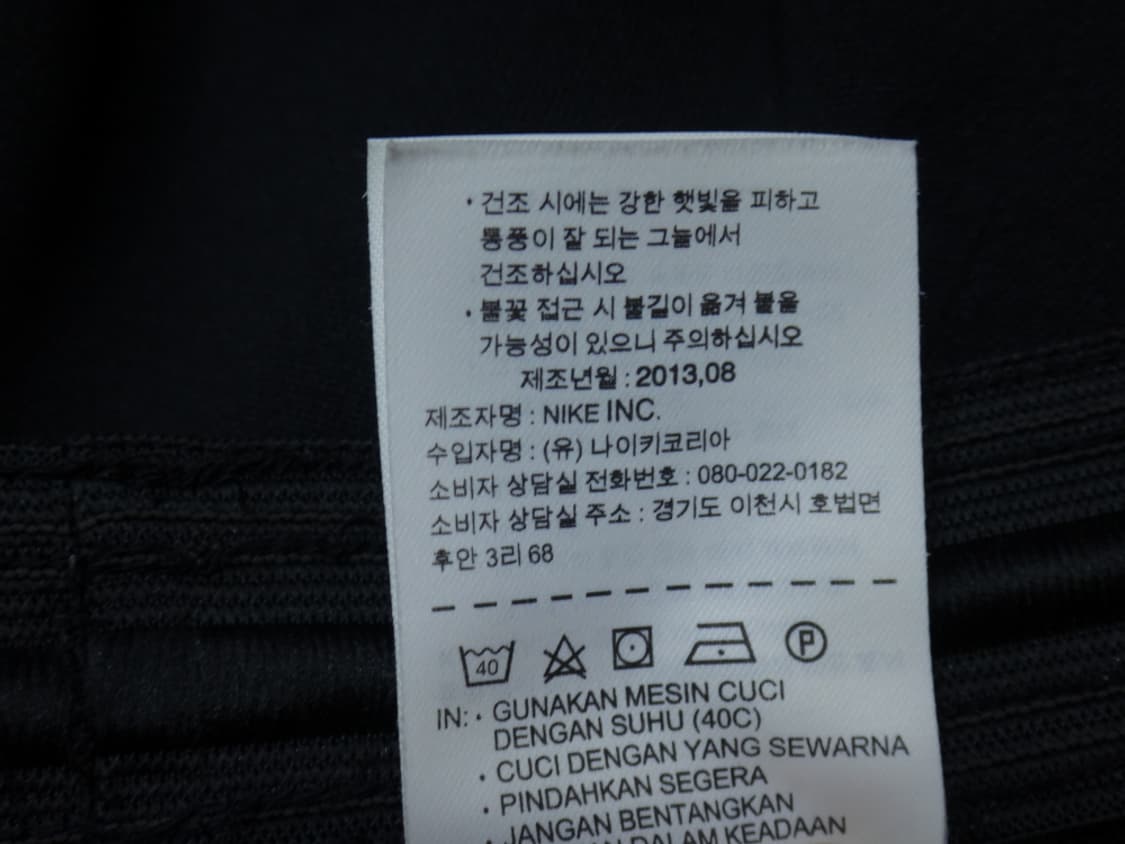 • 건조 시에는 강한 햇빛을 피하고
통풍이 잘 되는 그늘에서
건조하십시오
• 불꽃 접근 시 불길이 옮겨 붙을
가능성이 있으니 주의하십시오
제조년월 : 2013,08
제조자명 : NIKE INC.
수입자명 : (유) 나이키코리아
소비자 상담실 전화번호 : 080-022-0182
소비자 상담실 주소 : 경기도 이천시 호법면
후안 3리 68
40
P
IN: • GUNAKAN MESIN CUCI
DENGAN SUHU (40C)
• CUCI DENGAN YANG SEWARNA
• PINDAHKAN SEGERA
• JANGAN BENTANGKAN
DALAM KEADAAN